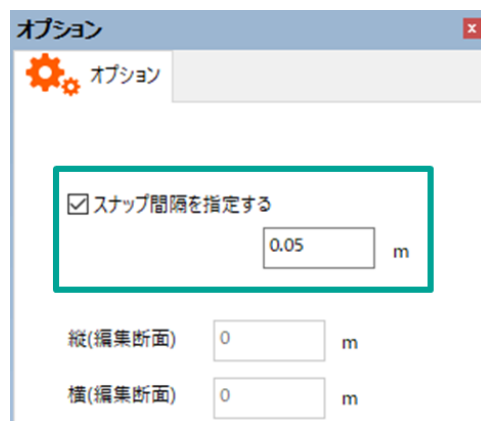 オプション
オプション
スナップ間隔を指定する
0.05 m
縦(編集断面) 0 m
横(編集断面) 0 m